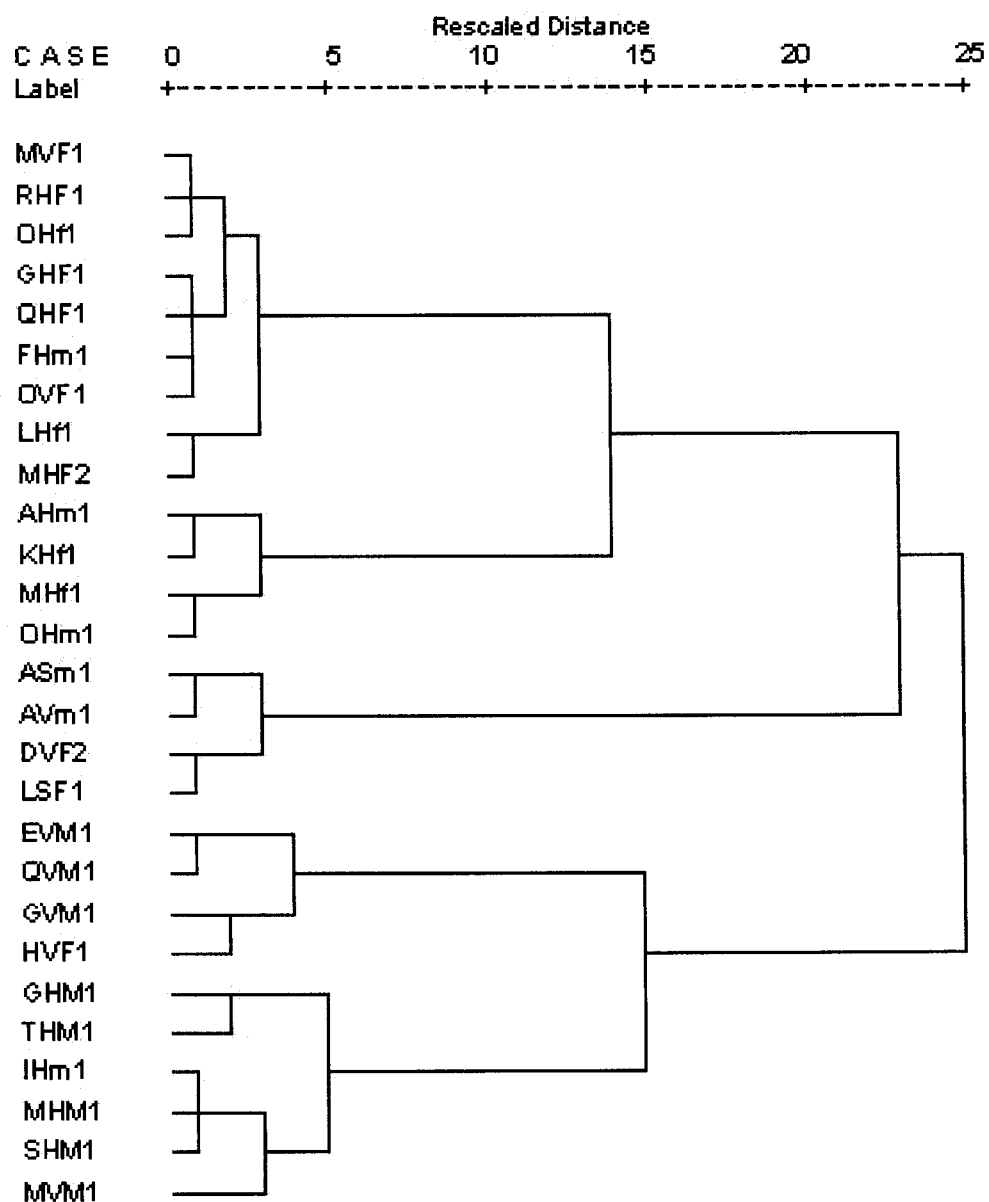 Rescaled Distance
C A S E 0 5 10 15 20 25
Label
MVF1
RHF1
OHf1
GHF1
QHF1
FHm1
OVF1
LHf1
MHF2
AHm1
KHf1
MHf1
OHm1
ASm1
AVm1
DVF2
LSF1
EVM1
QVM1
GVM1
HVF1
GHM1
THM1
IHm1
MHM1
SHM1
MVM1